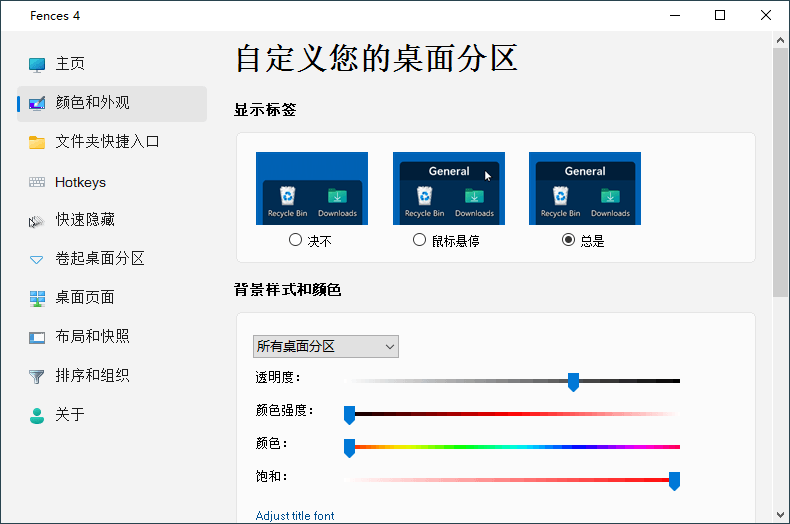 Fences 4
主页
颜色和外观
文件夹快捷入口
Hotkeys
快速隐藏
卷起桌面分区
桌面页面
布局和快照
排序和组织
关于
自定义您的桌面分区
显示标签
Recycle Bin Downloads
General
Recycle Bin Downloads
General
Recycle Bin Downloads
决不 鼠标悬停 总是
背景样式和颜色
所有桌面分区
透明度:
颜色强度:
颜色:
饱和:
Adjust title font